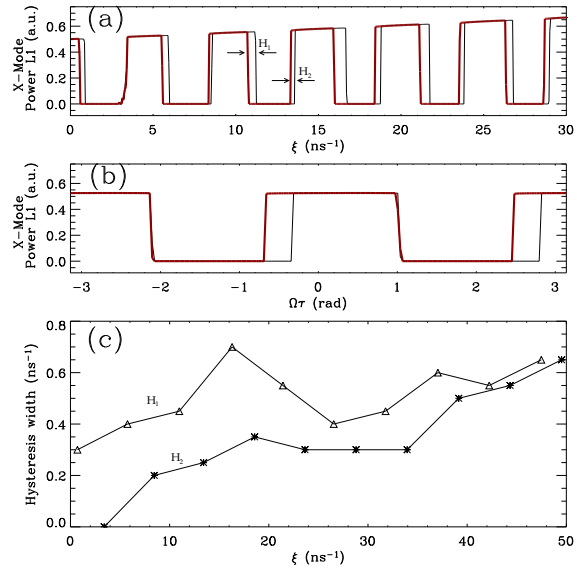 (a)
X-Mode
Power L1 (a.u.)
0.6
0.4
0.2
0.0
H₁
H₂
0 5 10 15 20 25 30
ξ (ns⁻¹)
(b)
X-Mode
Power L1 (a.u.)
0.6
0.4
0.2
0.0
-3 -2 -1 0 1 2 3
Ωτ (rad)
(c)
Hysteresis width (ns⁻¹)
0.8
0.6
0.4
0.2
0.0
H₁
H₂
0 10 20 30 40 50
ξ (ns⁻¹)